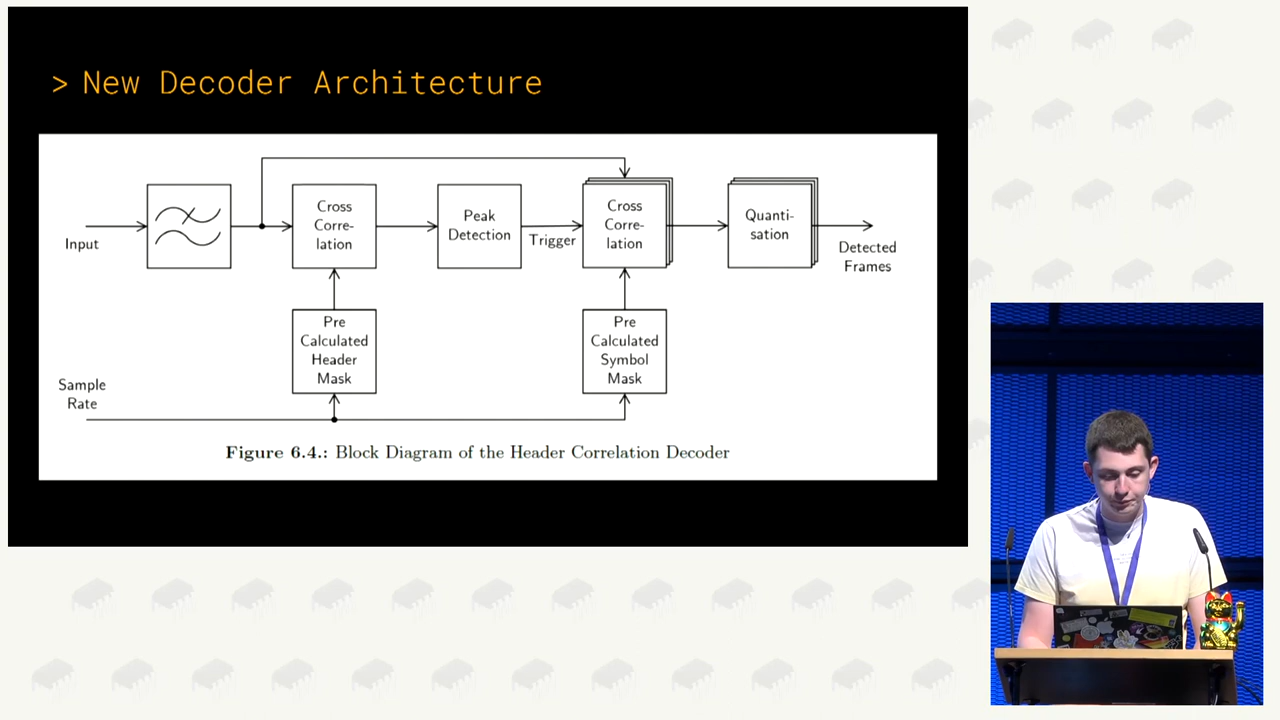 > New Decoder Architecture
Input
Cross
Corre-
lation
Peak
Detection
Trigger
Cross
Corre-
lation
Quanti-
sation
Detected
Frames
Pre
Calculated
Header
Mask
Pre
Calculated
Symbol
Mask
Sample
Rate
Figure 6.4.: Block Diagram of the Header Correlation Decoder